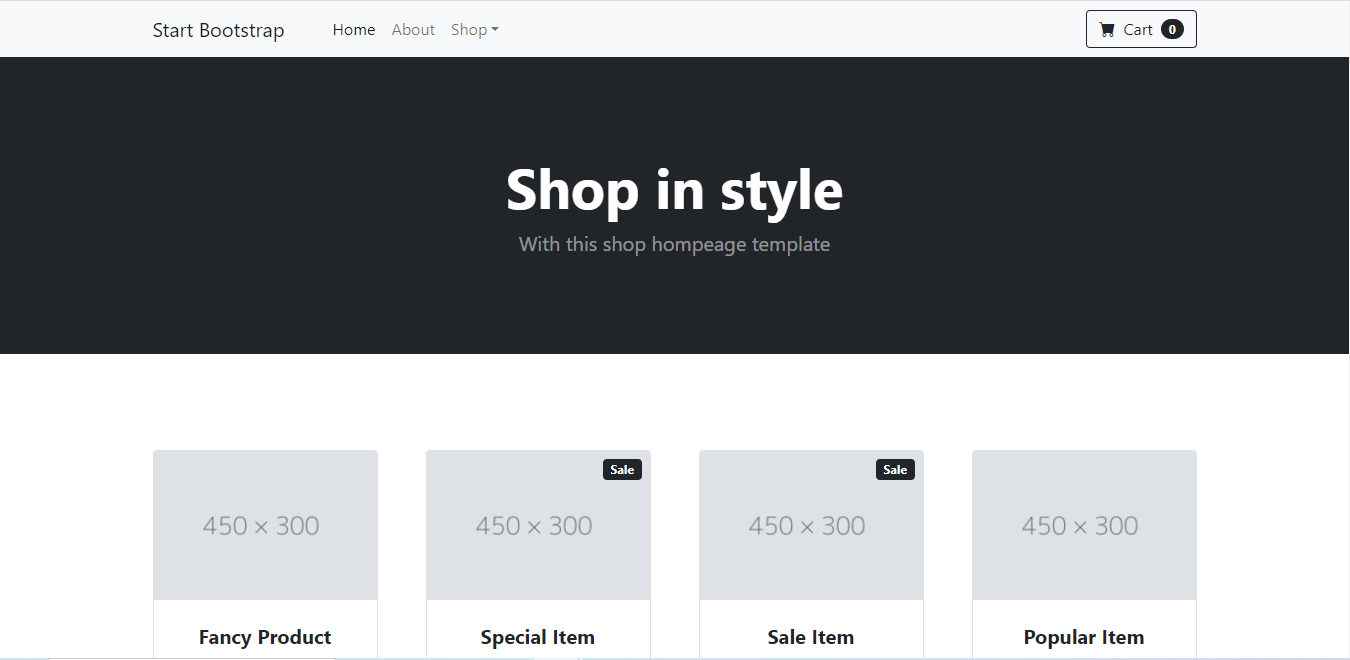 Start Bootstrap Home About Shop Cart 0
Shop in style
With this shop hompeage template
Sale Sale
450 × 300 450 × 300 450 × 300 450 × 300
Fancy Product Special Item Sale Item Popular Item